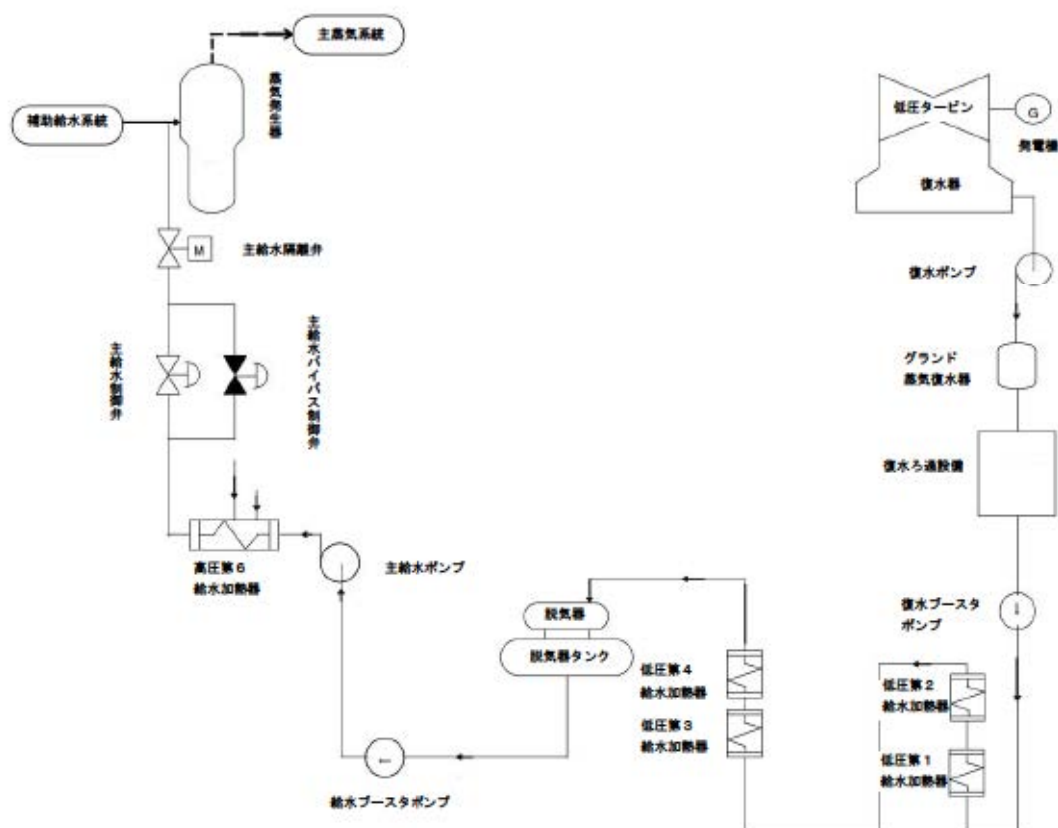 主蒸気系統
蒸気発生器
補助給水系統
低圧タービン
G
発電機
復水器
M
主給水隔離弁
復水ポンプ
主給水制御弁
主給水バイパス制御弁
グランド
蒸気復水器
復水ろ過設備
高圧第6
給水加熱器
主給水ポンプ
脱気器
脱気器タンク
復水ブースタ
ポンプ
低圧第4
給水加熱器
低圧第2
給水加熱器
低圧第3
給水加熱器
低圧第1
給水加熱器
給水ブースタポンプ